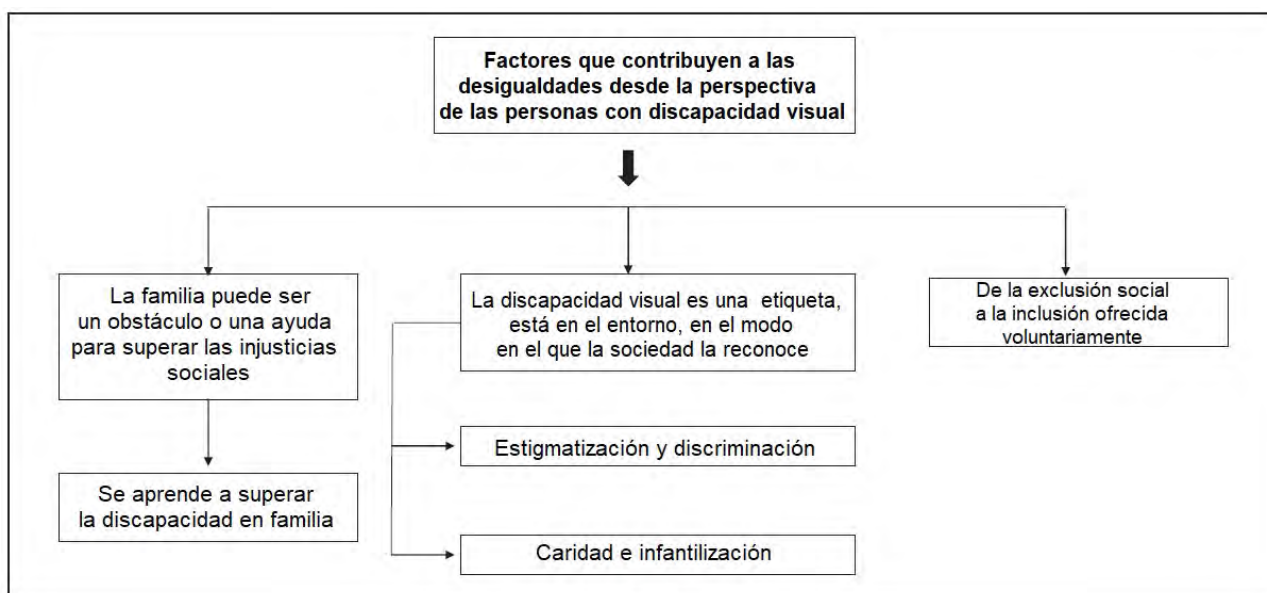 Factores que contribuyen a las
desigualdades desde la perspectiva
de las personas con discapacidad visual
La familia puede ser
un obstáculo o una ayuda
para superar las injusticias
sociales
Se aprende a superar
la discapacidad en familia
La discapacidad visual es una etiqueta,
está en el entorno, en el modo
en el que la sociedad la reconoce
Estigmatización y discriminación
Caridad e infantilización
De la exclusión social
a la inclusión ofrecida
voluntariamente